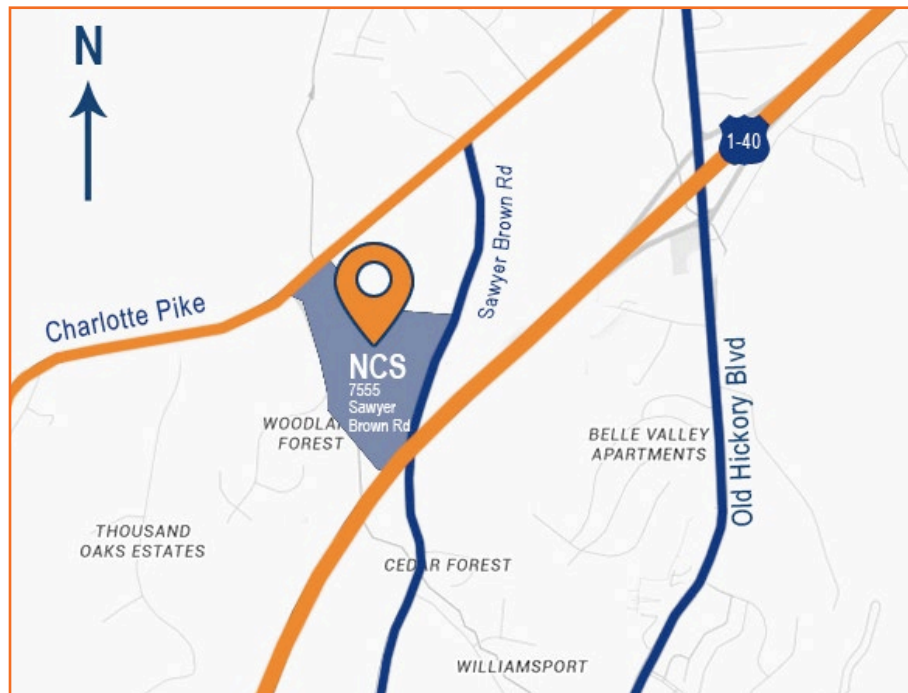 N
1-40
Sawyer Brown Rd
Charlotte Pike
NCS
7555
Sawyer
Brown Rd
WOODLA
FOREST
BELLE VALLEY
APARTMENTS
Old Hickory Blvd
THOUSAND
OAKS ESTATES
CEDAR FOREST
WILLIAMSPORT